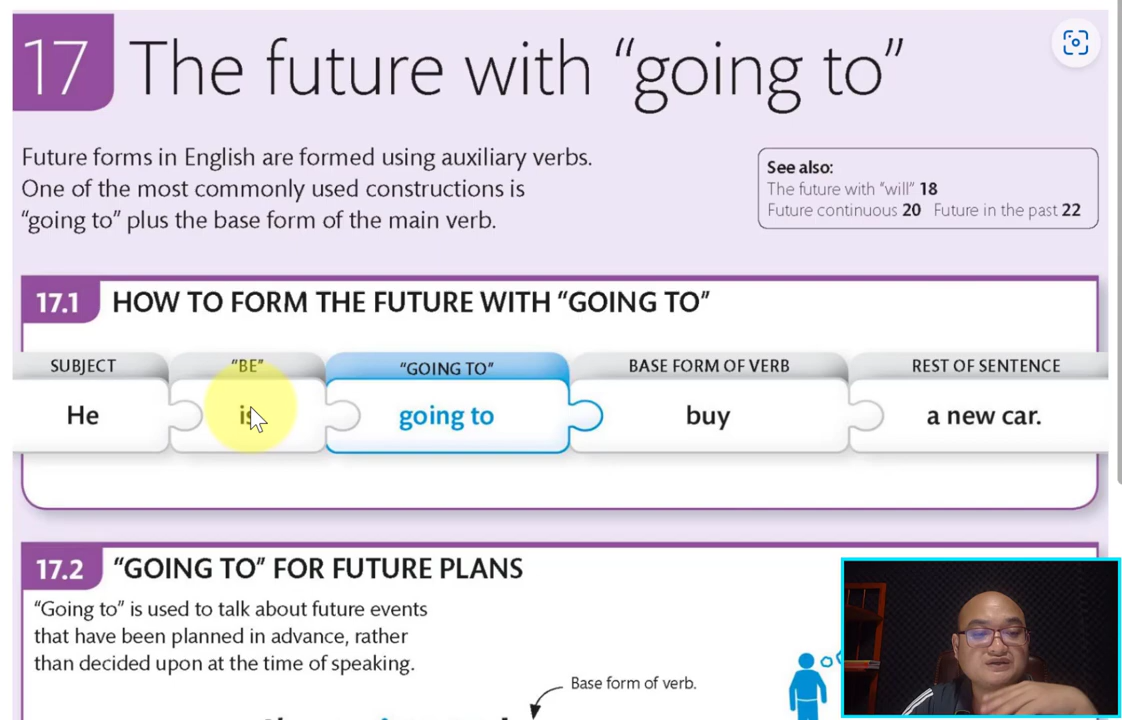 17 The future with “going to”
Future forms in English are formed using auxiliary verbs.
One of the most commonly used constructions is
“going to” plus the base form of the main verb.
See also:
The future with “will” 18
Future continuous 20 Future in the past 22
17.1 HOW TO FORM THE FUTURE WITH “GOING TO”
SUBJECT “BE” “GOING TO” BASE FORM OF VERB REST OF SENTENCE
He is going to buy a new car.
17.2 “GOING TO” FOR FUTURE PLANS
“Going to” is used to talk about future events
that have been planned in advance, rather
than decided upon at the time of speaking.
Base form of verb.